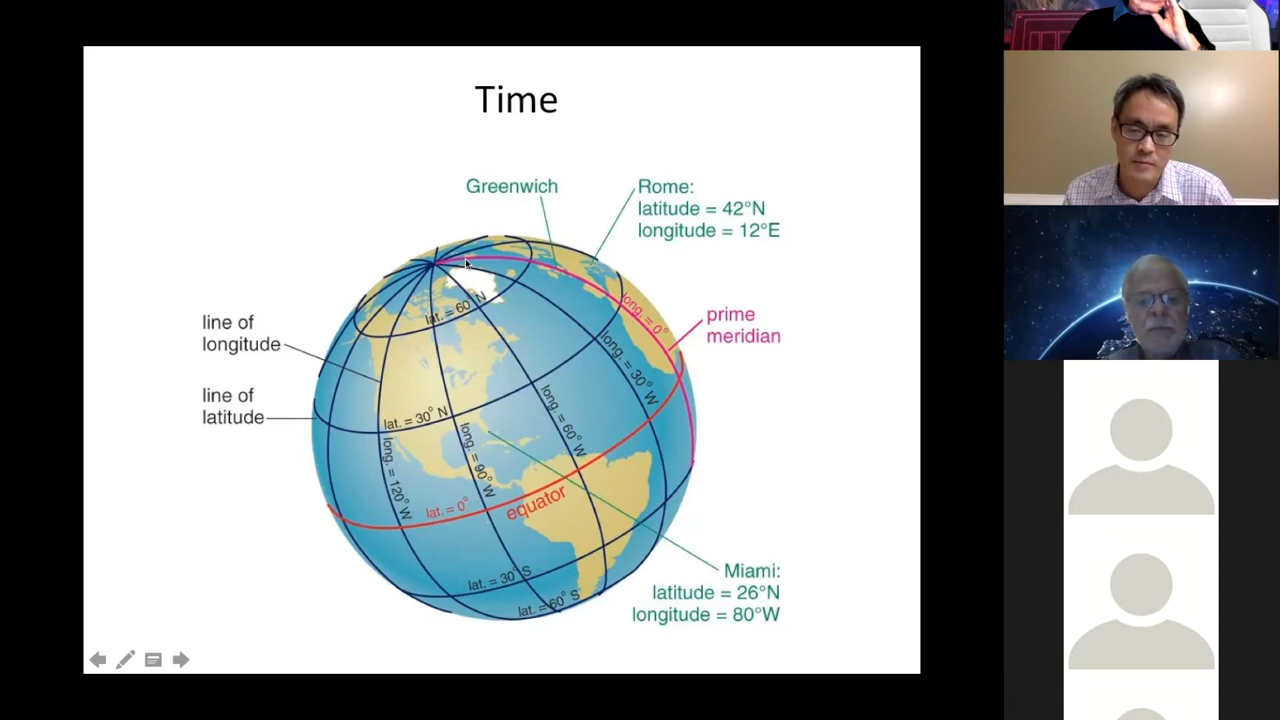 Time
Greenwich
Rome:
latitude = 42°N
longitude = 12°E
line of
longitude
line of
latitude
prime
meridian
lat. = 60° N
long. = 0°
long. = 30° W
lat. = 30° N
long. = 60° W
long. = 90° W
long. = 120° W
lat. = 0°
equator
lat. = 30° S
lat. = 60° S
Miami:
latitude = 26°N
longitude = 80°W